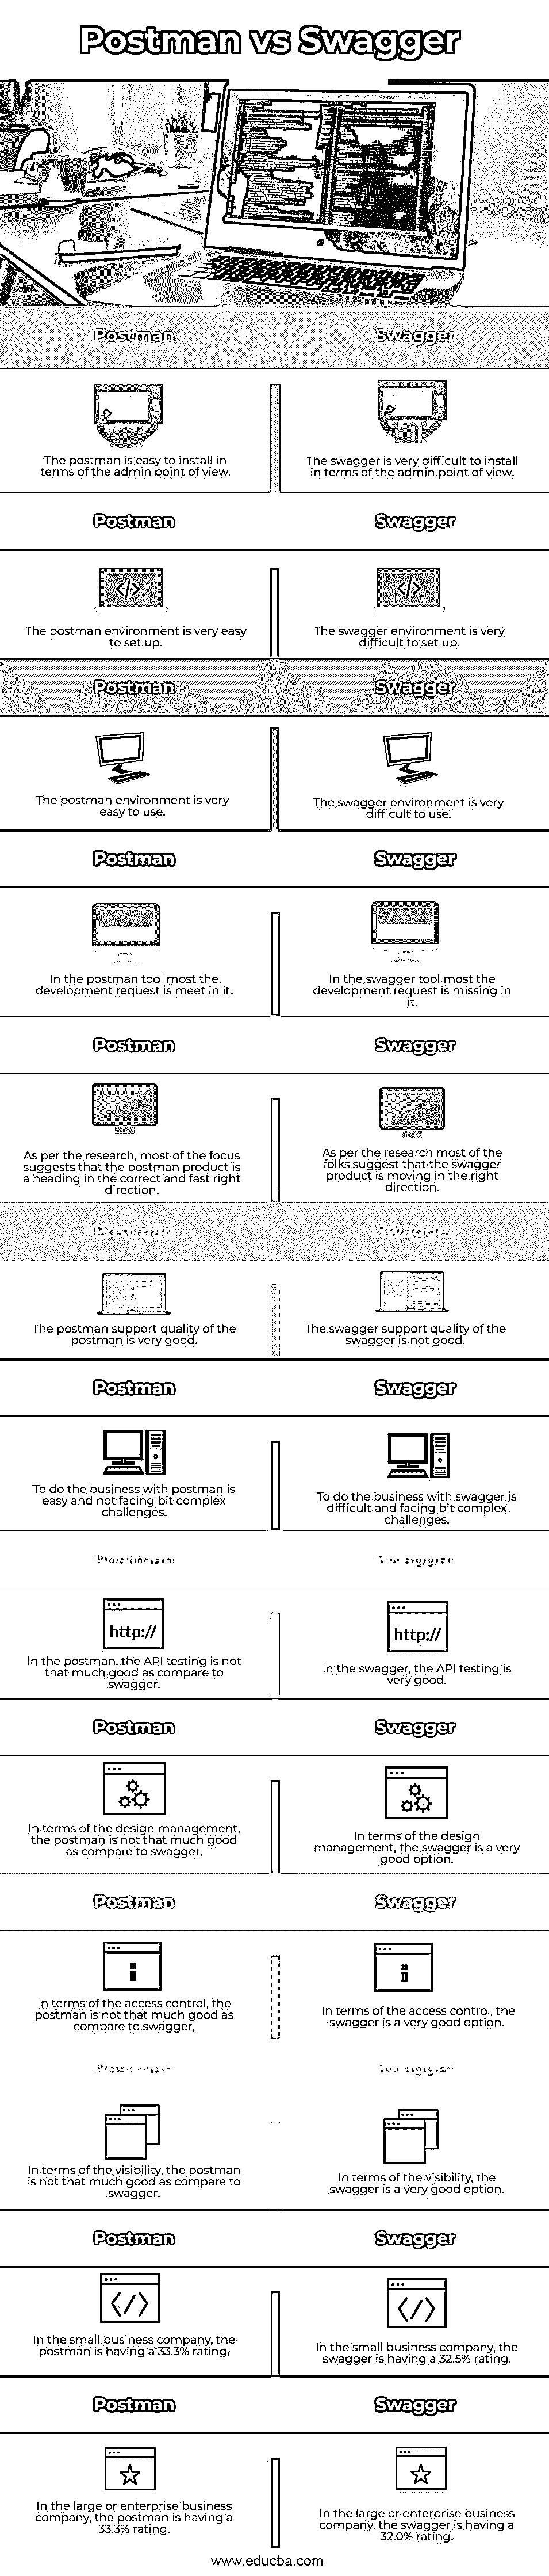 Postman vs Swagger
Postman
Swagger
The postman is easy to install in
terms of the admin point of view.
The swagger is very difficult to install
in terms of the admin point of view.
Postman
Swagger
</>
</>
The postman environment is very easy
to set up.
The swagger environment is very
difficult to set up.
Postman
Swagger
The postman environment is very
easy to use.
The swagger environment is very
difficult to use.
Postman
Swagger
In the postman tool most the
development request is meet in it.
In the swagger tool most the
development request is missing in
it.
Postman
Swagger
As per the research, most of the focus
suggests that the postman product is
a heading in the correct and fast right
direction.
As per the research most of the
folks suggest that the swagger
product is moving in the right
direction.
Postman
Swagger
The postman support quality of the
postman is very good.
The swagger support quality of the
swagger is not good.
Postman
Swagger
To do the business with postman is
easy and not facing bit complex
challenges.
To do the business with swagger is
difficult and facing bit complex
challenges.
http://
http://
In the postman, the API testing is not
that much good as compare to
swagger.
In the swagger, the API testing is
very good.
Postman
Swagger
In terms of the design management,
the postman is not that much good
as compare to swagger.
In terms of the design
management, the swagger is a very
good option.
Postman
Swagger
In terms of the access control, the
postman is not that much good as
compare to swagger.
In terms of the access control, the
swagger is a very good option.
In terms of the visibility, the postman
is not that much good as compare to
swagger.
In terms of the visibility, the
swagger is a very good option.
Postman
Swagger
</>
</>
In the small business company, the
postman is having a 33.3% rating.
In the small business company, the
swagger is having a 32.5% rating.
Postman
Swagger
In the large or enterprise business
company, the postman is having a
33.3% rating.
In the large or enterprise business
company, the swagger is having a
32.0% rating.
www.educba.com